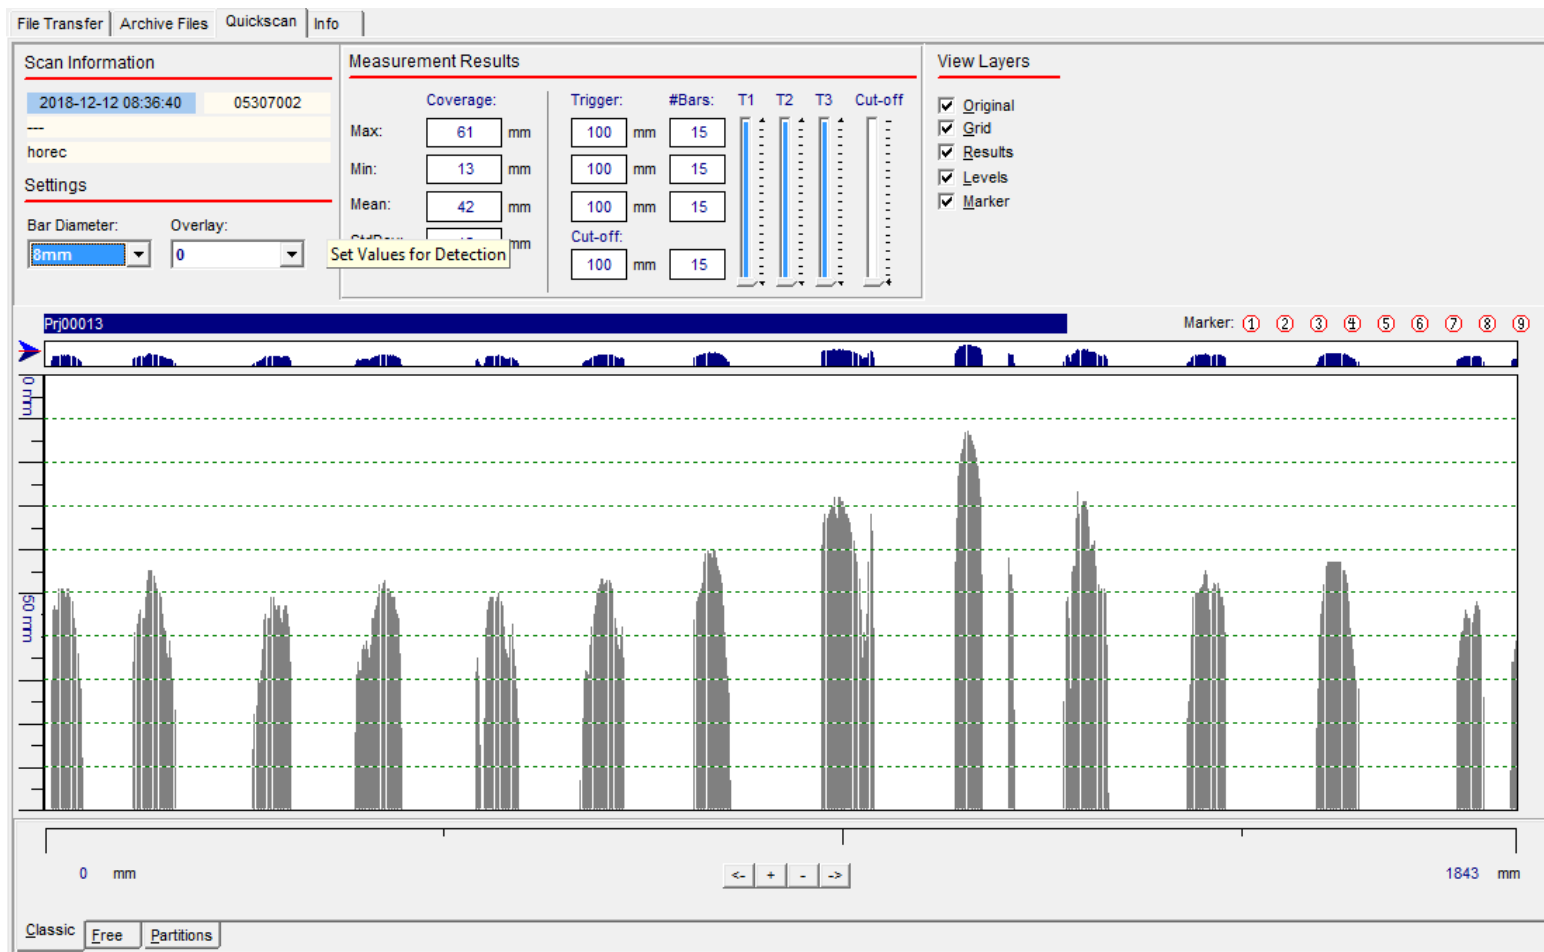 File Transfer Archive Files Quickscan Info
Scan Information
2018-12-12 08:36:40 05307002
---
horec
Settings
Bar Diameter: Overlay:
8mm 0
Measurement Results
Coverage:
Max: 61 mm
Min: 13 mm
Mean: 42 mm
mm
Set Values for Detection
Trigger: #Bars: T1 T2 T3 Cut-off
100 mm 15
100 mm 15
100 mm 15
Cut-off:
100 mm 15
View Layers
Original
Grid
Results
Levels
Marker
Prj00013
Marker: 1 2 3 4 5 6 7 8 9
0 mm
50 mm
0 mm
<- + - ->
1843 mm
Classic Free Partitions